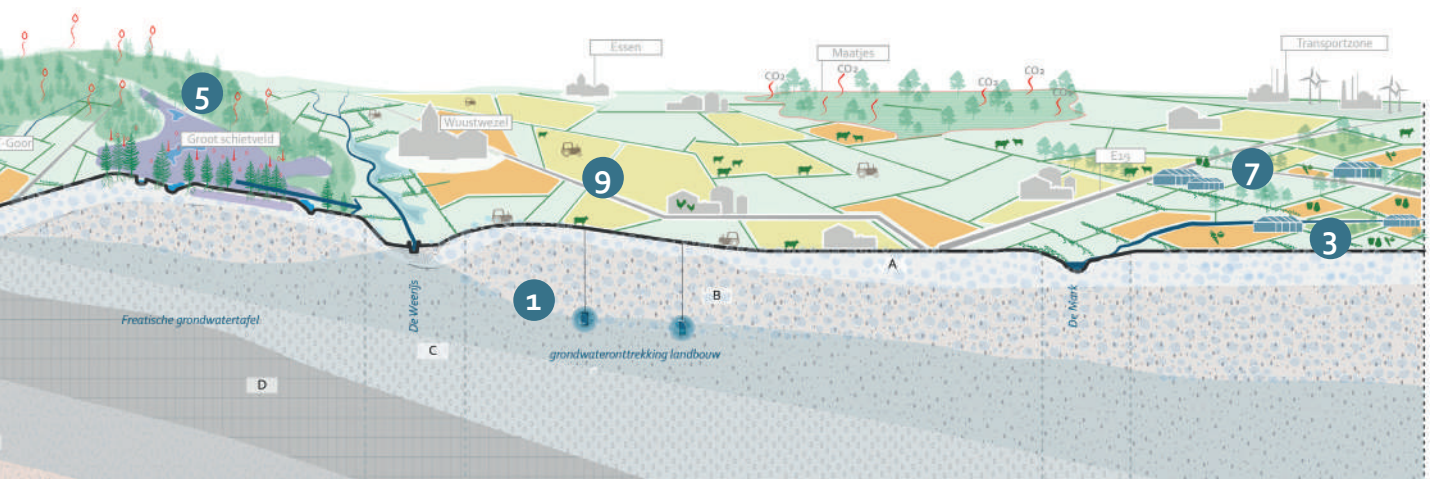 Essen
Maatjes
Transportzone
CO2
CO2
CO2
CO2
CO2
5
Wuustwezel
-Goor
Groot schietveld
E19
7
9
3
A
B
1
De Weerijs
De Mark
Freatische grondwatertafel
C
grondwateronttrekking landbouw
D